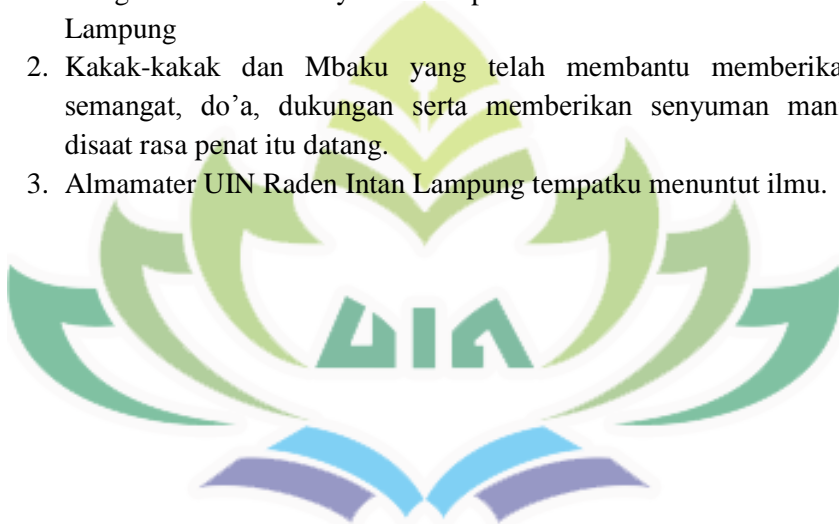 Lampung
2. Kakak-kakak dan Mbaku yang telah membantu memberika
semangat, do’a, dukungan serta memberikan senyuman man
disaat rasa penat itu datang.
3. Almamater UIN Raden Intan Lampung tempatku menuntut ilmu.
UIN